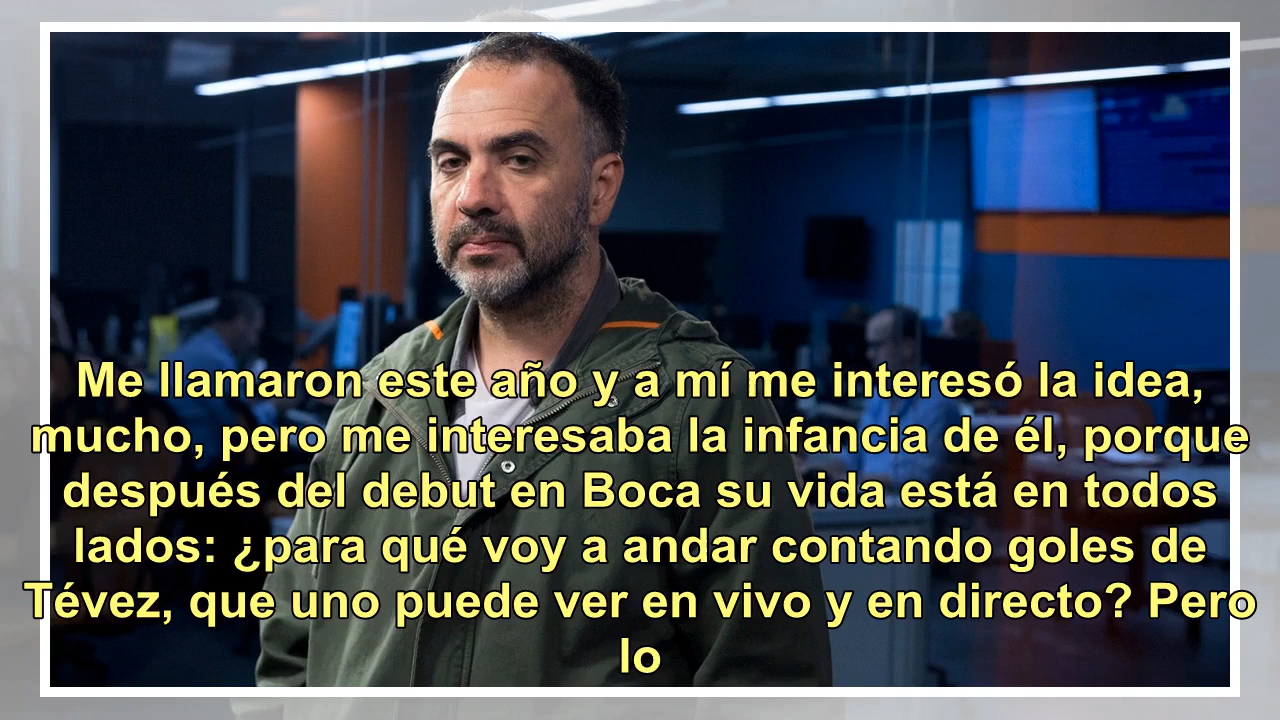 Me llamaron este año y a mí me interesó la idea,
mucho, pero me interesaba la infancia de él, porque
después del debut en Boca su vida está en todos
lados: ¿para qué voy a andar contando goles de
Tévez, que uno puede ver en vivo y en directo? Pero
lo